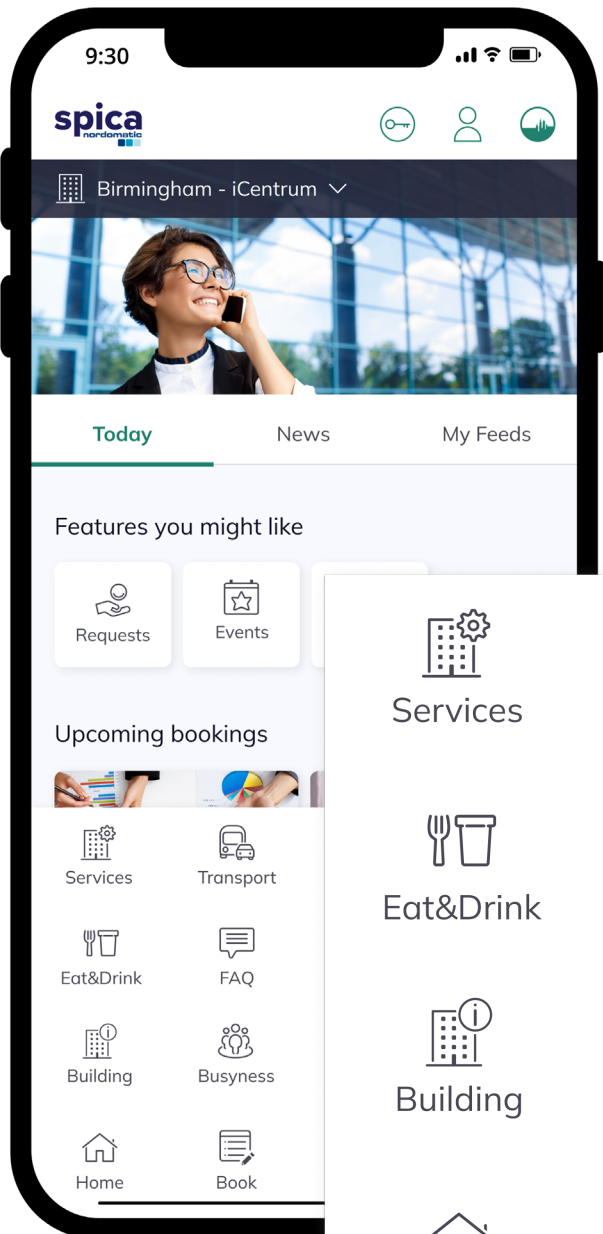 9:30
spica
nordomatic
Birmingham - iCentrum
Today News My Feeds
Features you might like
Requests Events
Upcoming bookings
Services Transport
Eat&Drink FAQ
Building Busyness
Home Book
Services
Eat&Drink
Building